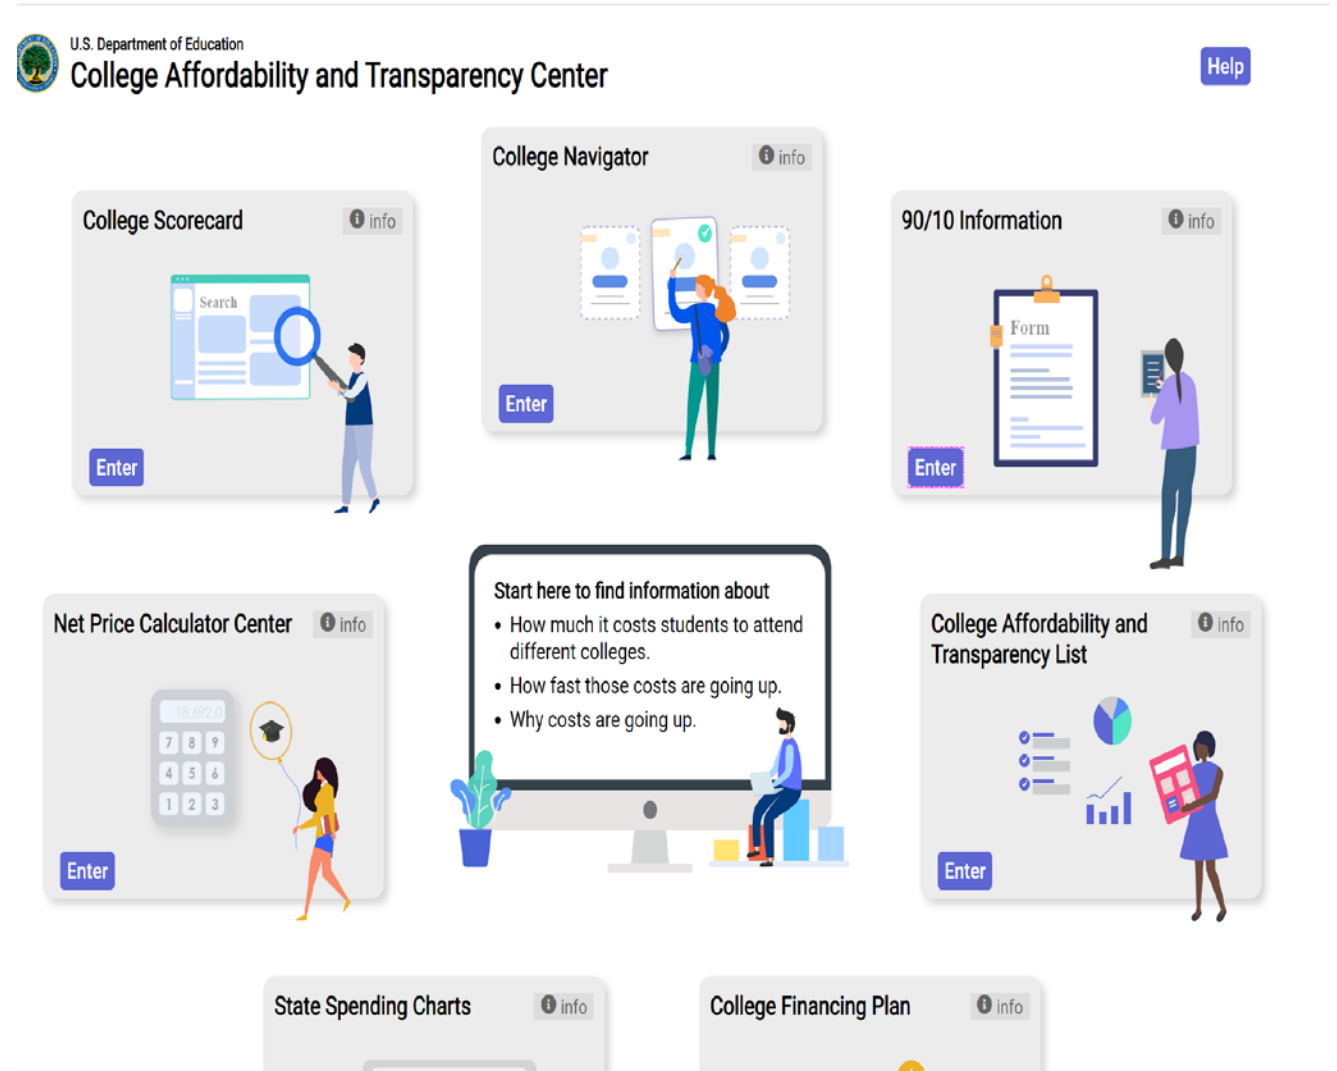 U.S. Department of Education
College Affordability and Transparency Center
Help
College Navigator
info
Enter
College Scorecard
info
Search
Enter
90/10 Information
info
Form
Enter
Start here to find information about
• How much it costs students to attend
different colleges.
• How fast those costs are going up.
• Why costs are going up.
Net Price Calculator Center
info
18,692.0
7 8 9
4 5 6
1 2 3
Enter
College Affordability and
Transparency List
info
Enter
State Spending Charts
info
College Financing Plan
info